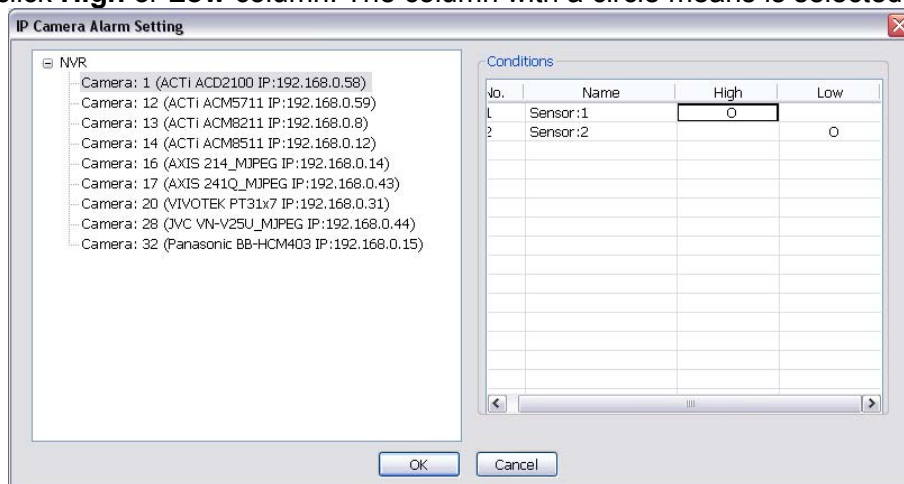 click High or Low column. The column with a circle means is selected
IP Camera Alarm Setting
NVR
Camera: 1 (ACTi ACD2100 IP:192.168.0.58)
Camera: 12 (ACTi ACM5711 IP:192.168.0.59)
Camera: 13 (ACTi ACM8211 IP:192.168.0.8)
Camera: 14 (ACTi ACM8511 IP:192.168.0.12)
Camera: 16 (AXIS 214_MJPEG IP:192.168.0.14)
Camera: 17 (AXIS 241Q_MJPEG IP:192.168.0.43)
Camera: 20 (VIVOTEK PT31x7 IP:192.168.0.31)
Camera: 28 (JVC VN-V25U_MJPEG IP:192.168.0.44)
Camera: 32 (Panasonic BB-HCM403 IP:192.168.0.15)
Conditions
No. Name High Low
1 Sensor:1 O
2 Sensor:2 O
OK Cancel